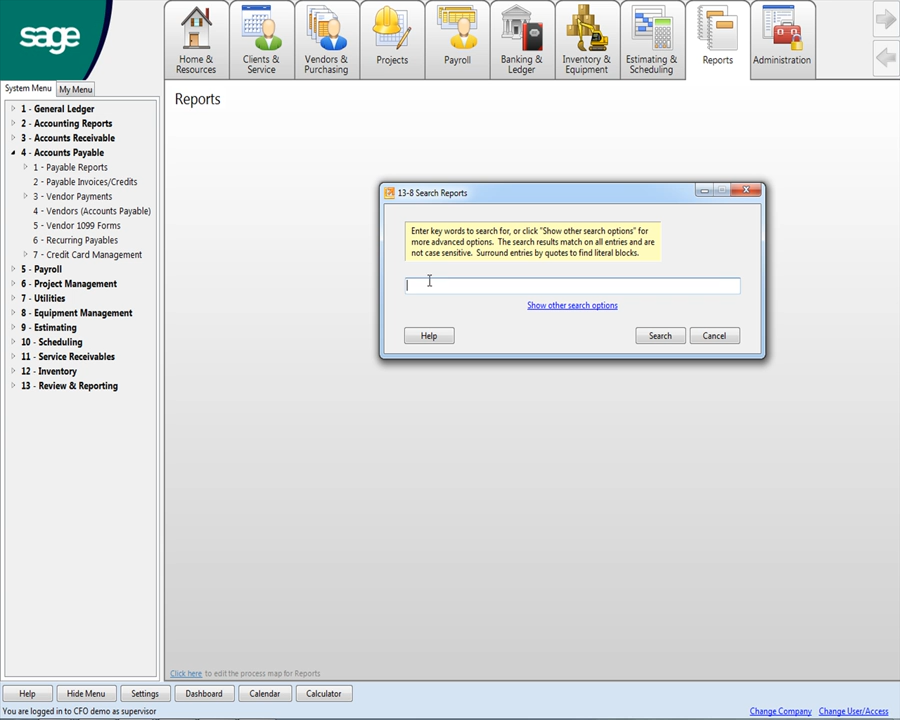 sage
Home &
Resources
Clients &
Service
Vendors &
Purchasing
Projects
Payroll
Banking &
Ledger
Inventory &
Equipment
Estimating &
Scheduling
Reports
Administration
System Menu
My Menu
1 - General Ledger
2 - Accounting Reports
3 - Accounts Receivable
4 - Accounts Payable
1 - Payable Reports
2 - Payable Invoices/Credits
3 - Vendor Payments
4 - Vendors (Accounts Payable)
5 - Vendor 1099 Forms
6 - Recurring Payables
7 - Credit Card Management
5 - Payroll
6 - Project Management
7 - Utilities
8 - Equipment Management
9 - Estimating
10 - Scheduling
11 - Service Receivables
12 - Inventory
13 - Review & Reporting
Reports
13-8 Search Reports
Enter key words to search for, or click "Show other search options" for
more advanced options. The search results match on all entries and are
not case sensitive. Surround entries by quotes to find literal blocks.
Show other search options
Help
Search
Cancel
Click here to edit the process map for Reports
Help
Hide Menu
Settings
Dashboard
Calendar
Calculator
You are logged in to CFO demo as supervisor
Change Company
Change User/Access